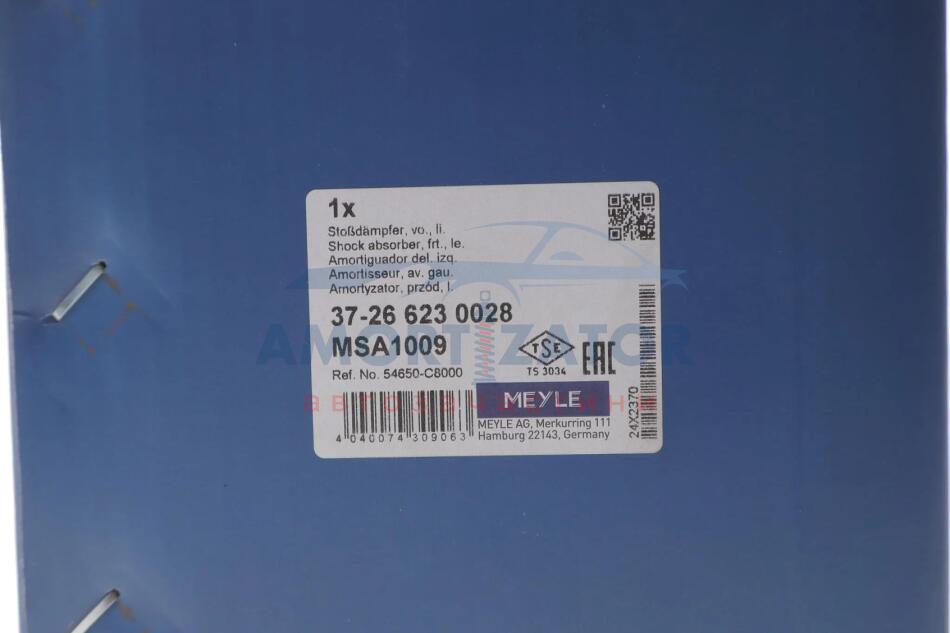 1x
Stoßdämpfer, vo., li.
Shock absorber, frt., le.
Amortiguador del. izq.
Amortisseur, av. gau.
Amortyzator, przód, l.
37-26 623 0028
MSA1009
Ref. No. 54650-C8000
TSE
TS 3034
EAC
MEYLE
MEYLE AG, Merkurring 111
Hamburg 22143, Germany
4 040074 309063
24X2370
AMORTIZATOR
автозапчастини